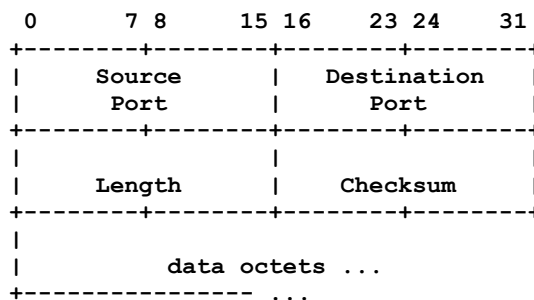 0 7 8 15 16 23 24 31
+--------+--------+--------+--------+
| Source | Destination |
| Port | Port |
+--------+--------+--------+--------+
| | |
| Length | Checksum |
+--------+--------+--------+--------+
|
| data octets ...
+---------------- ...